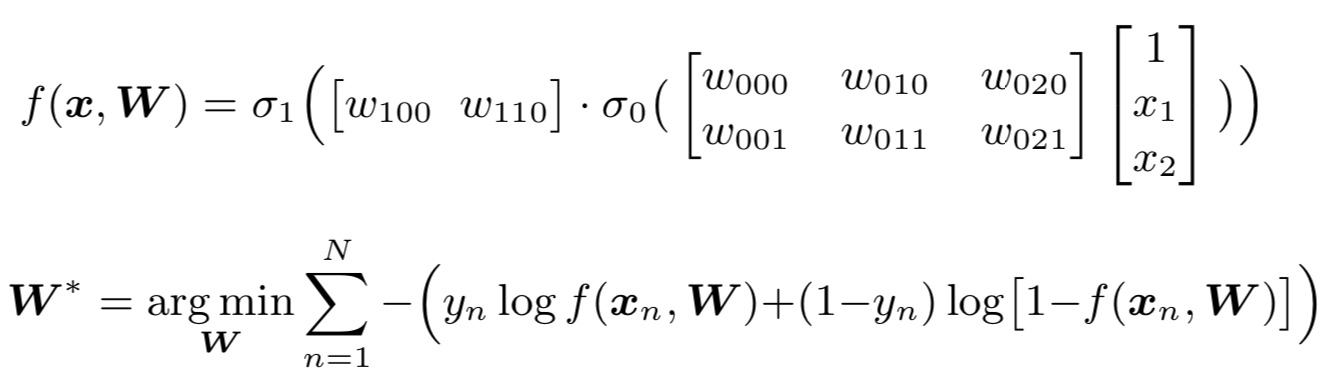 f(x, W) = σ₁([w₁₀₀ w₁₁₀] · σ₀([w₀₀₀ w₀₁₀ w₀₂₀; w₀₀₁ w₀₁₁ w₀₂₁] [1; x₁; x₂]))
W* = arg min_W ∑_{n=1}^{N} −(yₙ log f(xₙ, W)+(1−yₙ) log[1−f(xₙ, W)])